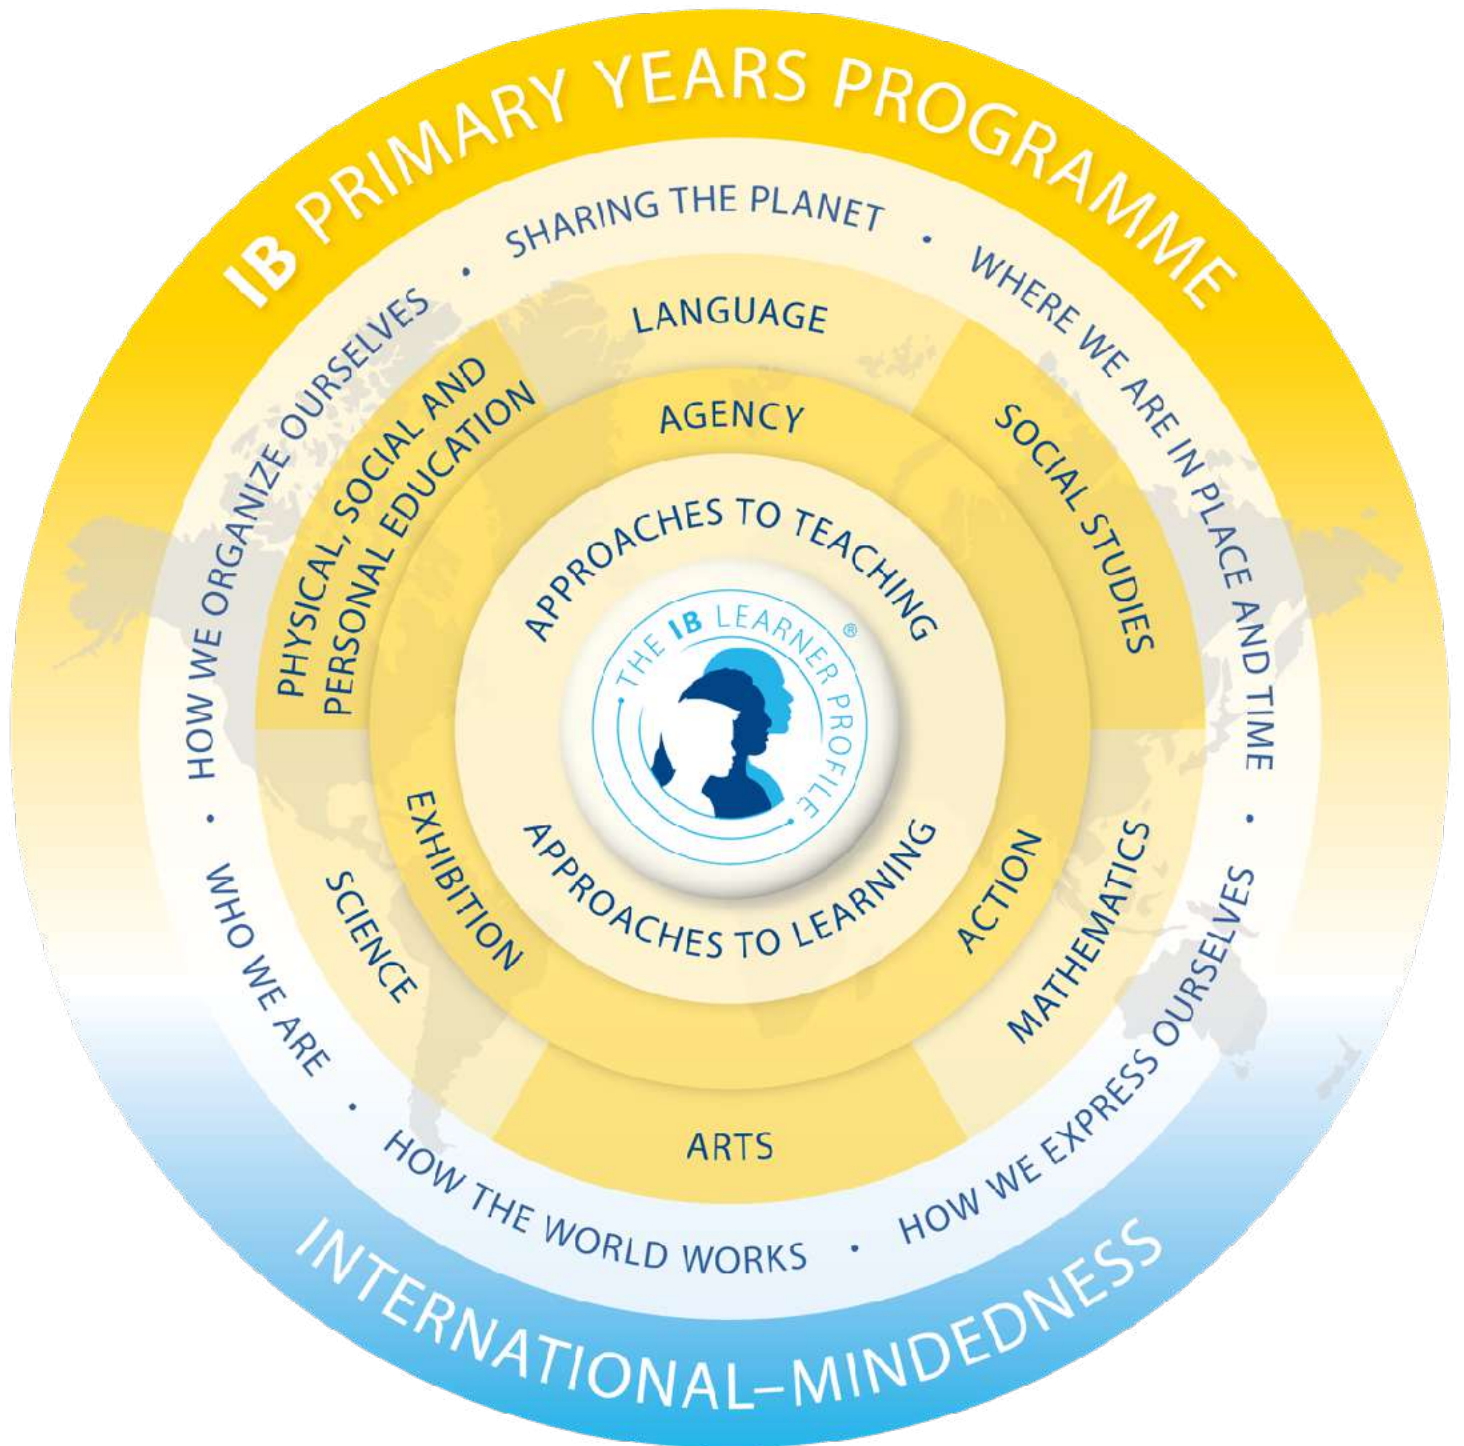 IB PRIMARY YEARS PROGRAMME
SHARING THE PLANET
•
WHERE WE ARE IN PLACE AND TIME
•
HOW WE EXPRESS OURSELVES
•
HOW THE WORLD WORKS
•
WHO WE ARE
•
HOW WE ORGANIZE OURSELVES
•
LANGUAGE
SOCIAL STUDIES
MATHEMATICS
ARTS
SCIENCE
PHYSICAL, SOCIAL AND
PERSONAL EDUCATION
AGENCY
ACTION
EXHIBITION
APPROACHES TO TEACHING
APPROACHES TO LEARNING
THE IB LEARNER PROFILE®
INTERNATIONAL–MINDEDNESS